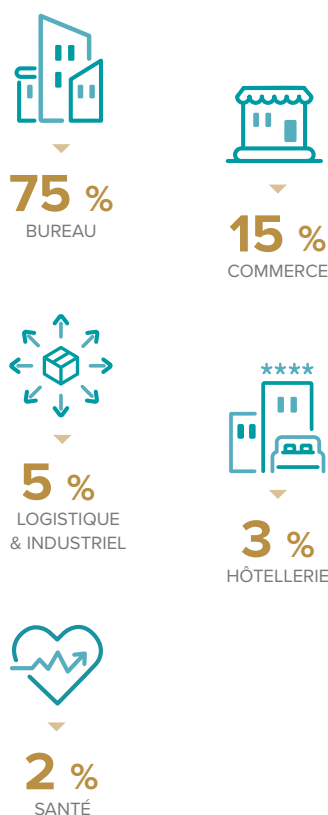 75 %
BUREAU
15 %
COMMERCE
5 %
LOGISTIQUE
& INDUSTRIEL
****
3 %
HÔTELLERIE
2 %
SANTÉ